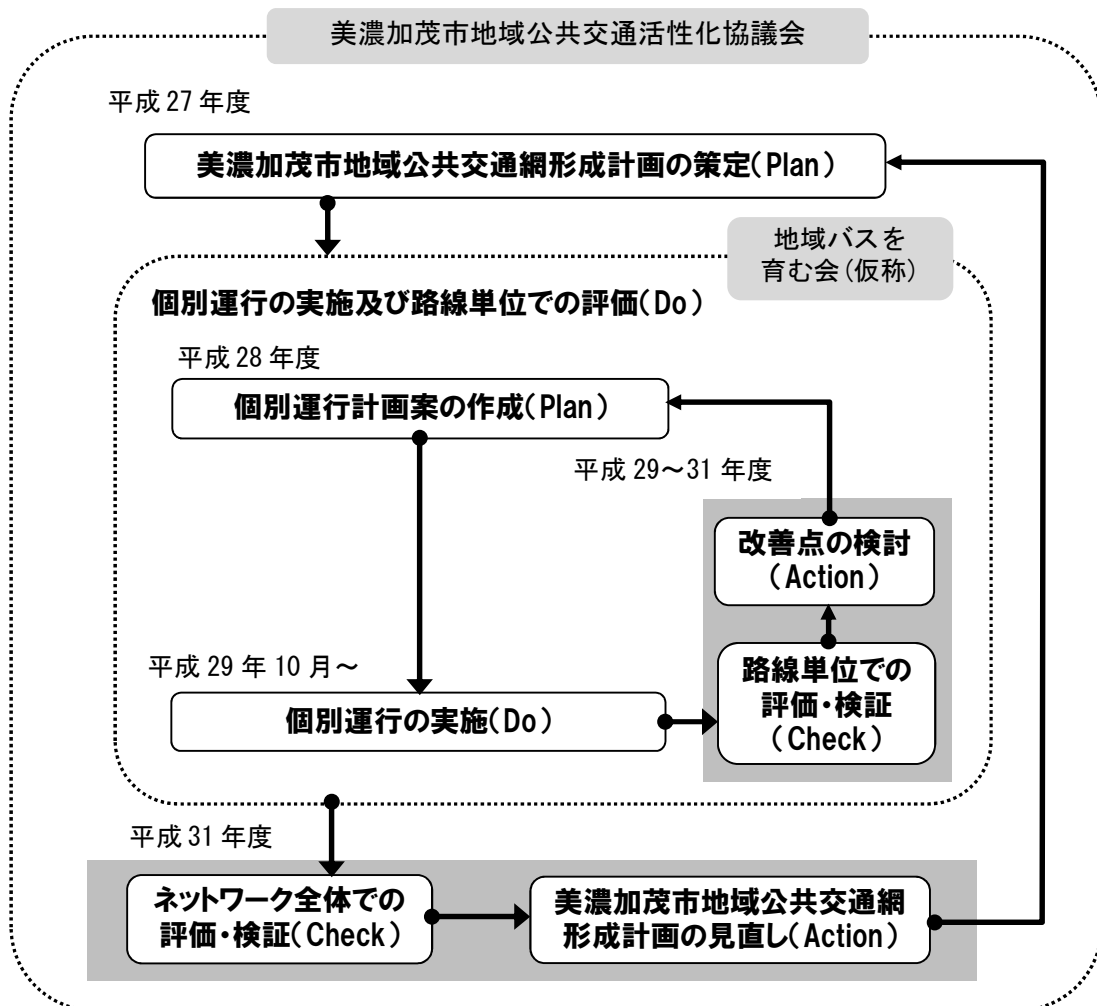 美濃加茂市地域公共交通活性化協議会
平成 27 年度
美濃加茂市地域公共交通網形成計画の策定(Plan)
地域バスを
育む会(仮称)
個別運行の実施及び路線単位での評価(Do)
平成 28 年度
個別運行計画案の作成(Plan)
平成 29～31 年度
改善点の検討
(Action)
路線単位での
評価・検証
(Check)
平成 29 年 10 月～
個別運行の実施(Do)
平成 31 年度
ネットワーク全体での
評価・検証(Check)
美濃加茂市地域公共交通網
形成計画の見直し(Action)